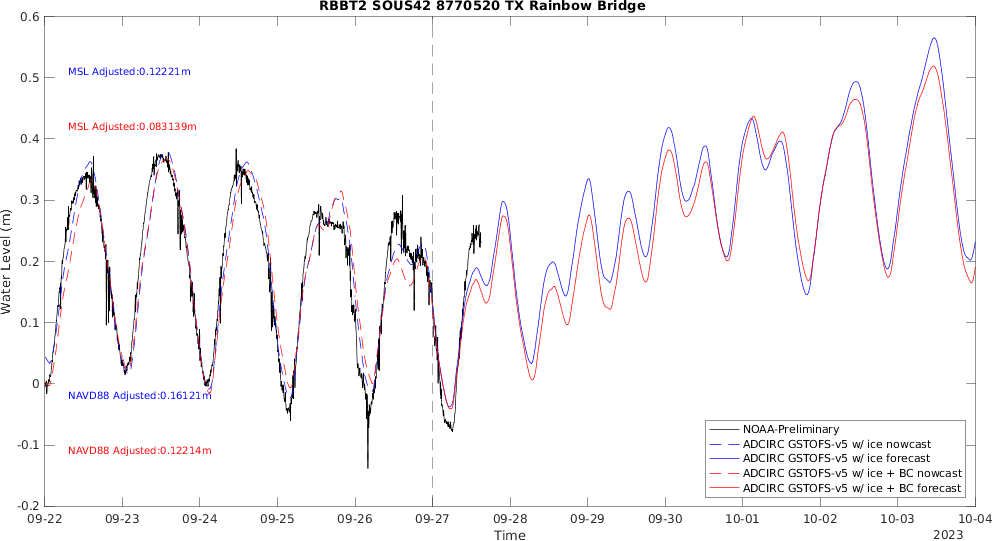 RBBT2 SOUS42 8770520 TX Rainbow Bridge
0.6
0.5
0.4
0.3
0.2
0.1
0
-0.1
-0.2
Water Level (m)
MSL Adjusted:0.12221m
MSL Adjusted:0.083139m
NAVD88 Adjusted:0.16121m
NAVD88 Adjusted:0.12214m
NOAA-Preliminary
ADCIRC GSTOFS-v5 w/ ice nowcast
ADCIRC GSTOFS-v5 w/ ice forecast
ADCIRC GSTOFS-v5 w/ ice + BC nowcast
ADCIRC GSTOFS-v5 w/ ice + BC forecast
09-22 09-23 09-24 09-25 09-26 09-27 09-28 09-29 09-30 10-01 10-02 10-03 10-04
Time
2023